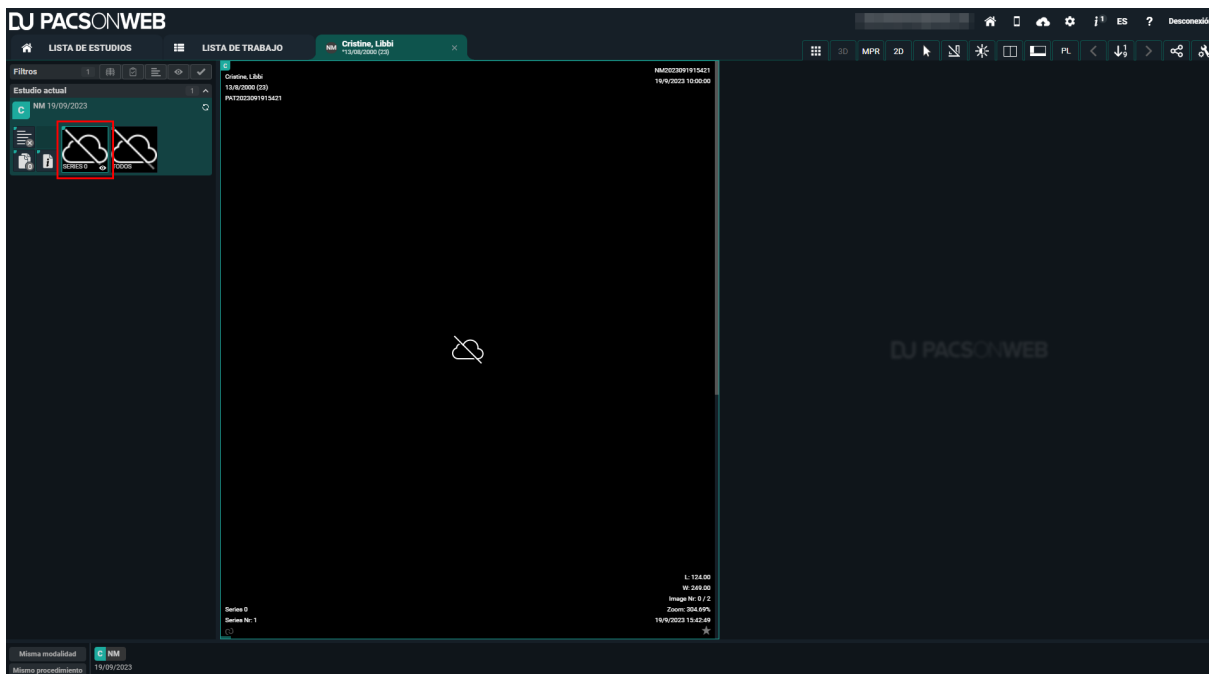 DJ PACSONWEB
ES ? Desconexió
LISTA DE ESTUDIOS
LISTA DE TRABAJO
NM Cristine, Libbi
*13/08/2000 (23)
3D MPR 2D PL
Filtros 1
Estudio actual 1
C NM 19/09/2023
SERIES 0
TODOS
C
Cristine, Libbi
13/8/2000 (23)
PAT2023091915421
NM2023091915421
19/9/2023 10:00:00
DJ PACSONWEB
L: 124.00
W: 249.00
Image Nr: 0 / 2
Zoom: 304.69%
19/9/2023 15:42:49
Series 0
Series Nr: 1
Misma modalidad
Mismo procedimiento
C NM
19/09/2023